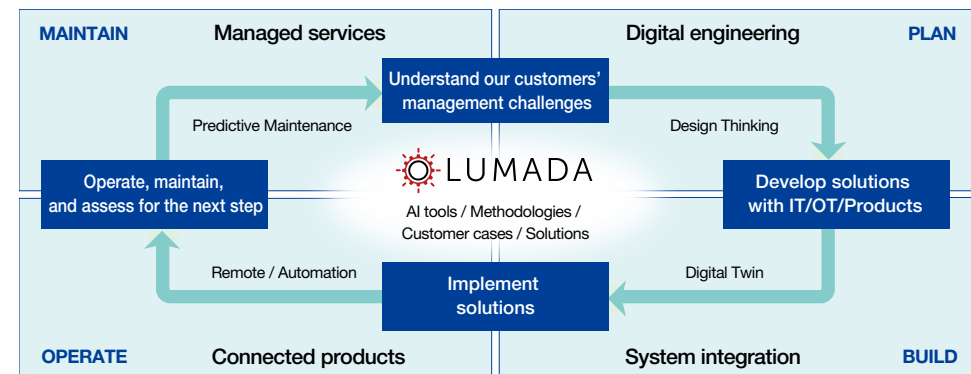 MAINTAIN
Managed services
Digital engineering
PLAN
Understand our customers’
management challenges
Predictive Maintenance
Design Thinking
Operate, maintain,
and assess for the next step
LUMADA
AI tools / Methodologies /
Customer cases / Solutions
Develop solutions
with IT/OT/Products
Remote / Automation
Implement
solutions
Digital Twin
OPERATE
Connected products
System integration
BUILD